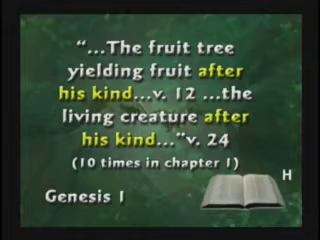 “...The fruit tree
yielding fruit after
his kind...v. 12 ...the
living creature after
his kind...”v. 24
(10 times in chapter 1)
H
Genesis 1